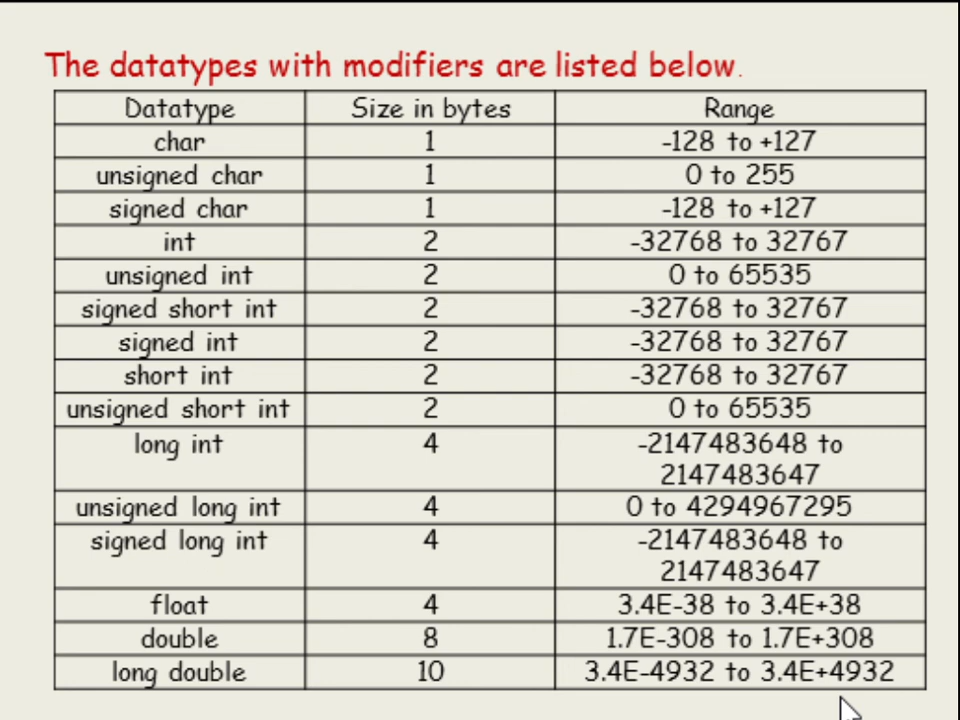 The datatypes with modifiers are listed below.
Datatype Size in bytes Range
char 1 -128 to +127
unsigned char 1 0 to 255
signed char 1 -128 to +127
int 2 -32768 to 32767
unsigned int 2 0 to 65535
signed short int 2 -32768 to 32767
signed int 2 -32768 to 32767
short int 2 -32768 to 32767
unsigned short int 2 0 to 65535
long int 4 -2147483648 to
2147483647
unsigned long int 4 0 to 4294967295
signed long int 4 -2147483648 to
2147483647
float 4 3.4E-38 to 3.4E+38
double 8 1.7E-308 to 1.7E+308
long double 10 3.4E-4932 to 3.4E+4932